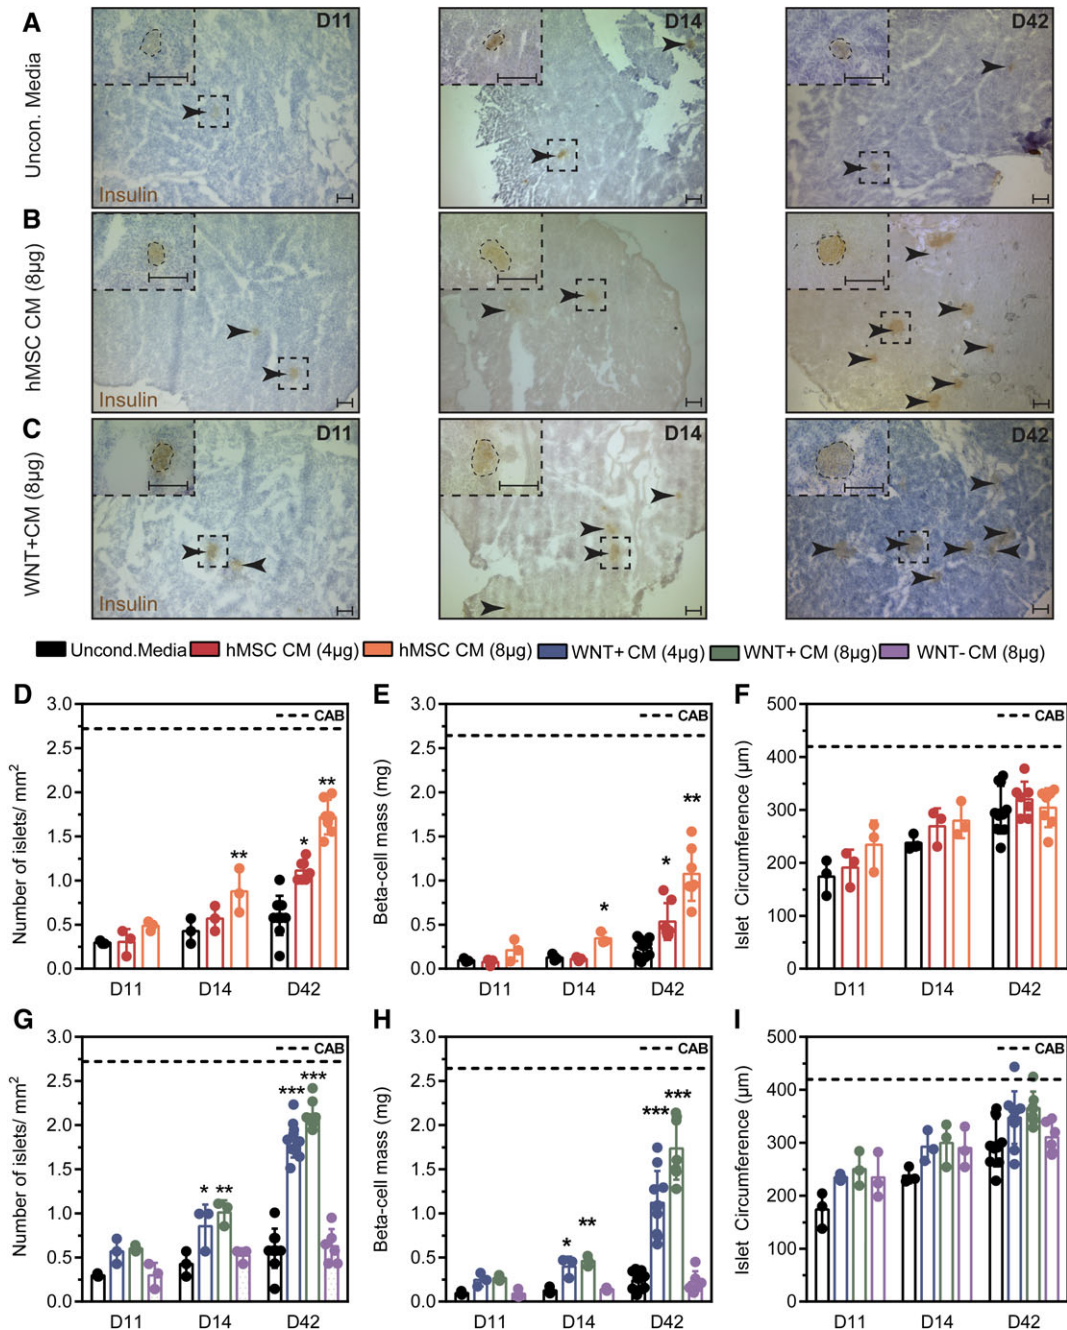 A
Uncon. Media
D11
Insulin
D14
D42
B
hMSC CM (8µg)
Insulin
C
WNT+CM (8µg)
D11
Insulin
D14
D42
Uncond.Media
hMSC CM (4µg)
hMSC CM (8µg)
WNT+CM (4µg)
WNT+CM (8µg)
WNT-CM (8µg)
D
Number of islets/ mm²
3.0
2.5
2.0
1.5
1.0
0.5
0.0
CAB
**
*
**
D11 D14 D42
E
Beta-cell mass (mg)
3.0
2.5
2.0
1.5
1.0
0.5
0.0
CAB
*
*
**
D11 D14 D42
F
Islet Circumference (µm)
500
400
300
200
100
0
CAB
D11 D14 D42
G
Number of islets/ mm²
3.0
2.5
2.0
1.5
1.0
0.5
0.0
CAB
* **
*** ***
D11 D14 D42
H
Beta-cell mass (mg)
3.0
2.5
2.0
1.5
1.0
0.5
0.0
CAB
*
**
***
***
D11 D14 D42
I
Islet Circumference (µm)
500
400
300
200
100
0
CAB
D11 D14 D42